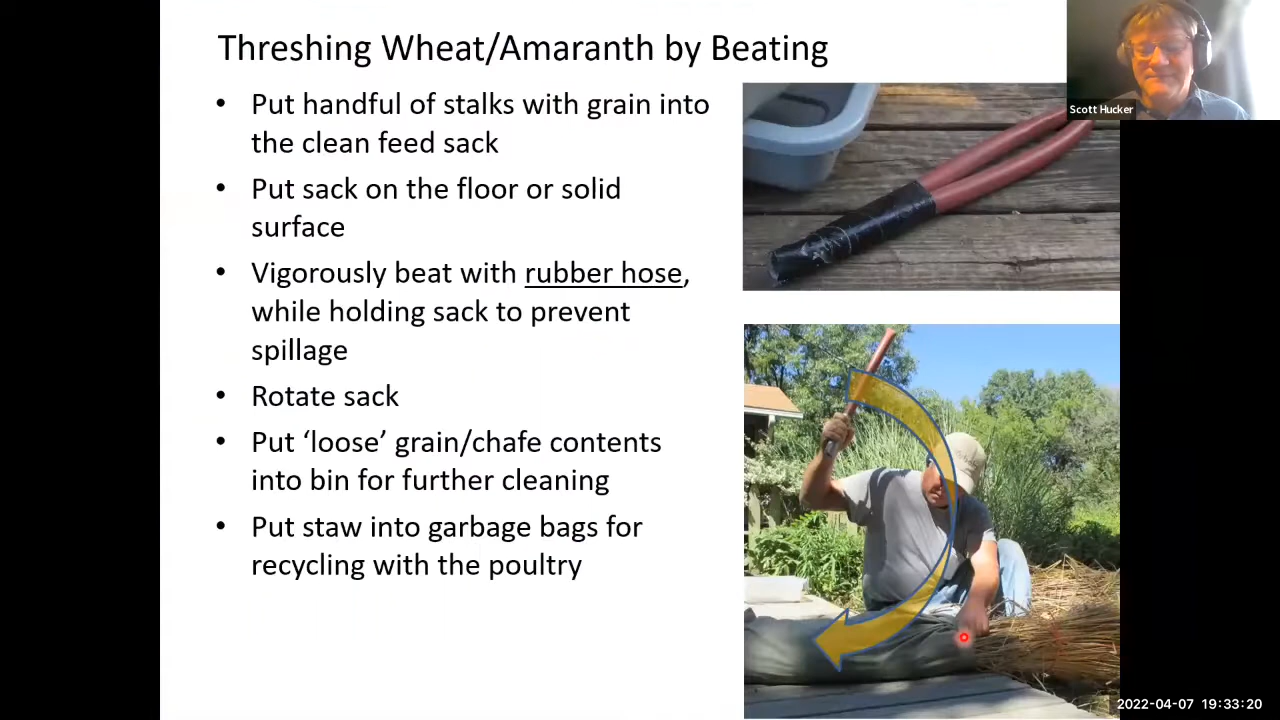 Threshing Wheat/Amaranth by Beating
Scott Hucker
• Put handful of stalks with grain into
the clean feed sack
• Put sack on the floor or solid
surface
• Vigorously beat with rubber hose,
while holding sack to prevent
spillage
• Rotate sack
• Put ‘loose’ grain/chafe contents
into bin for further cleaning
• Put staw into garbage bags for
recycling with the poultry
2022-04-07 19:33:20